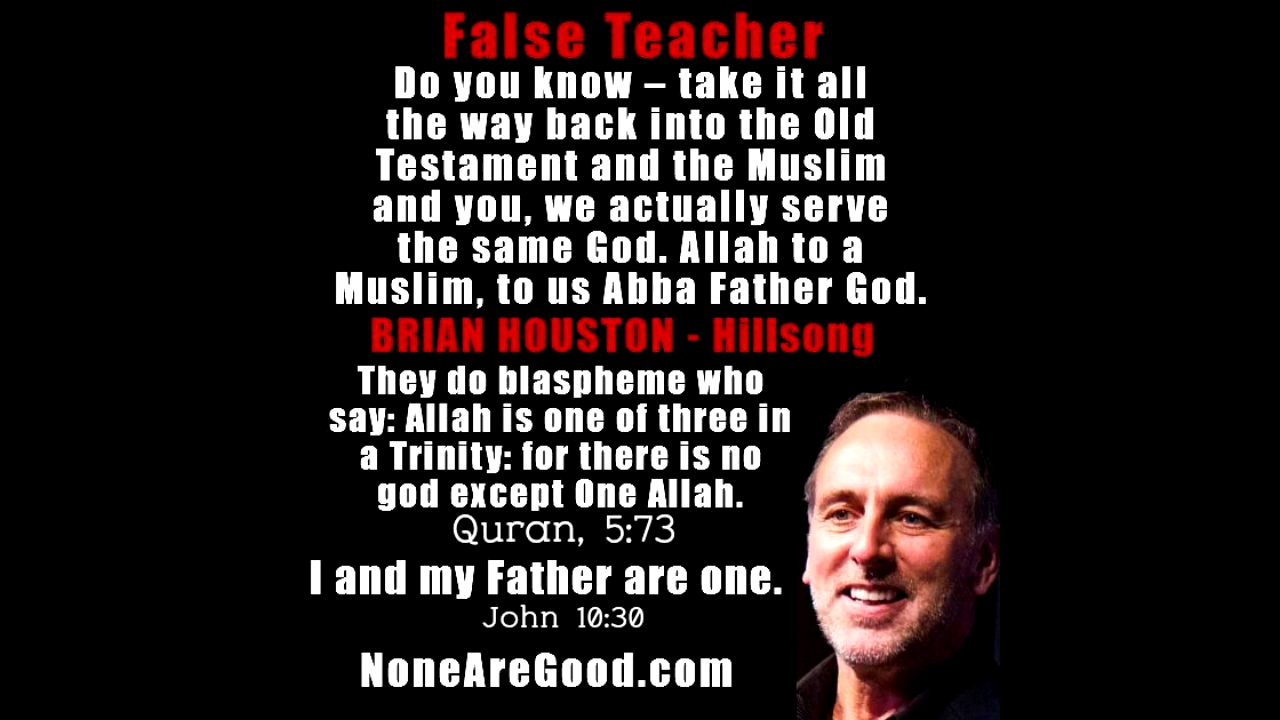 False Teacher
Do you know – take it all
the way back into the Old
Testament and the Muslim
and you, we actually serve
the same God. Allah to a
Muslim, to us Abba Father God.
BRIAN HOUSTON - Hillsong
They do blaspheme who
say: Allah is one of three in
a Trinity: for there is no
god except One Allah.
Quran, 5:73
I and my Father are one.
John 10:30
NoneAreGood.com